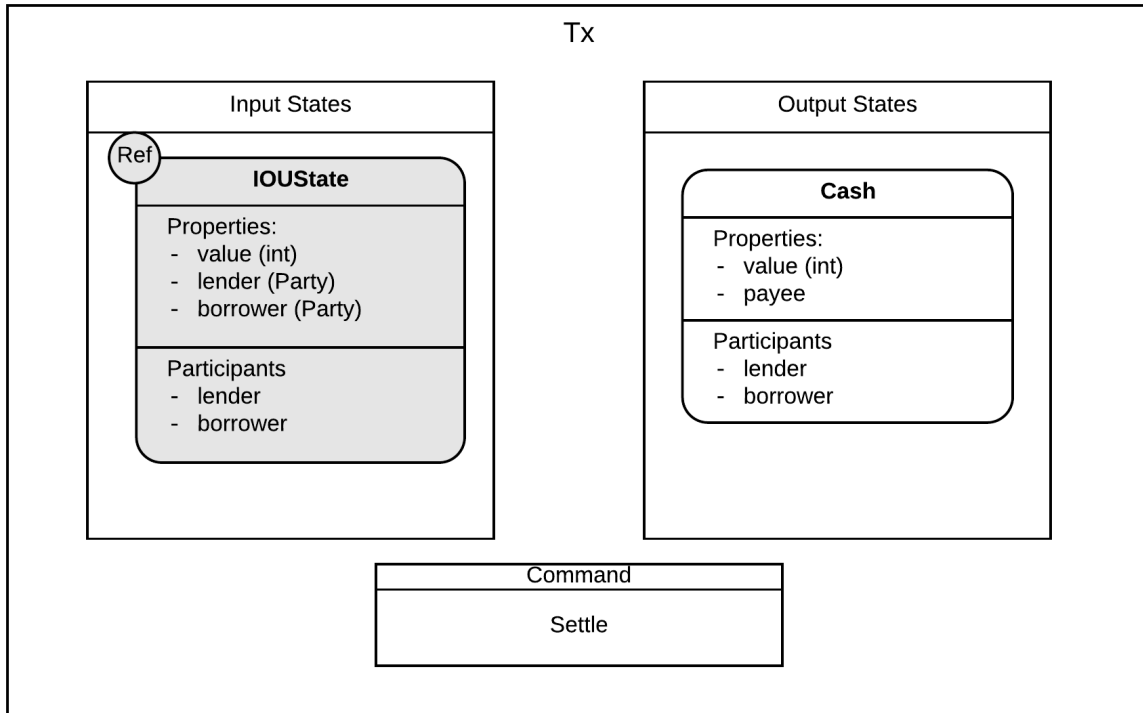 Tx
Input States
Ref
IOUState
Properties:
- value (int)
- lender (Party)
- borrower (Party)
Participants
- lender
- borrower
Output States
Cash
Properties:
- value (int)
- payee
Participants
- lender
- borrower
Command
Settle